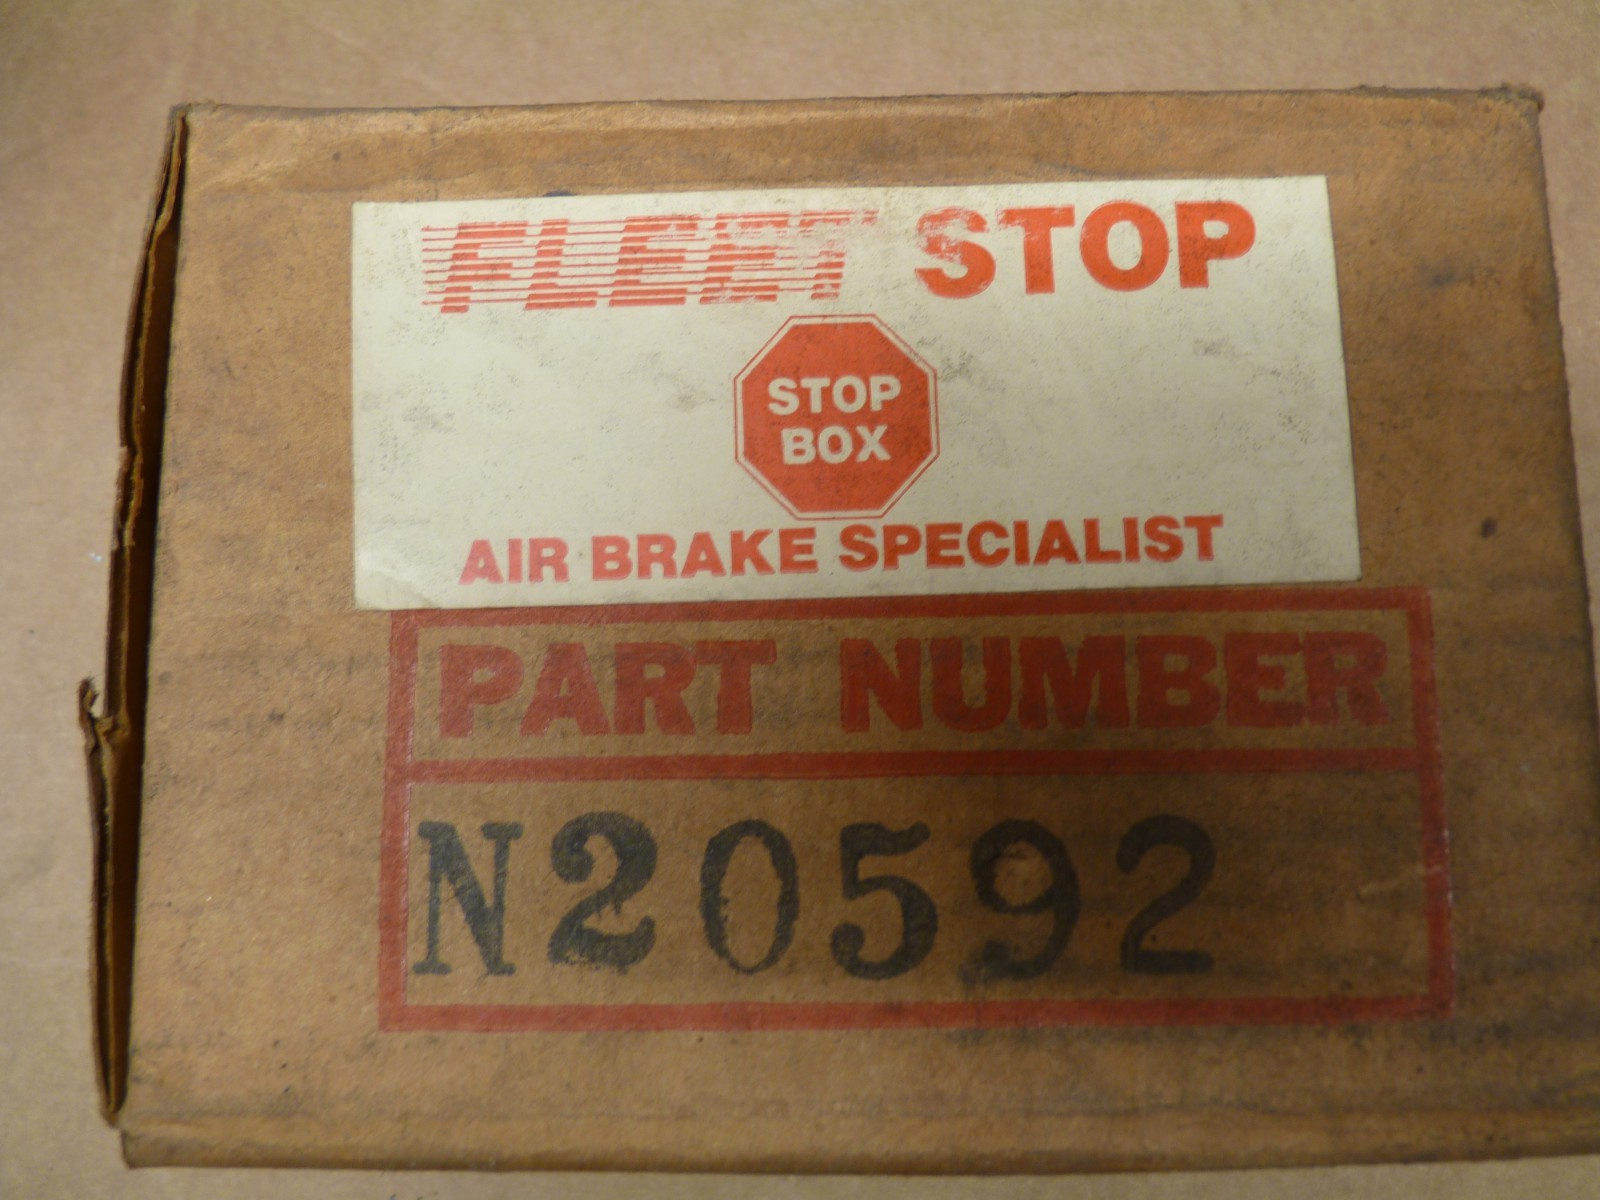 FLEET STOP
STOP
BOX
AIR BRAKE SPECIALIST
PART NUMBER
N20592